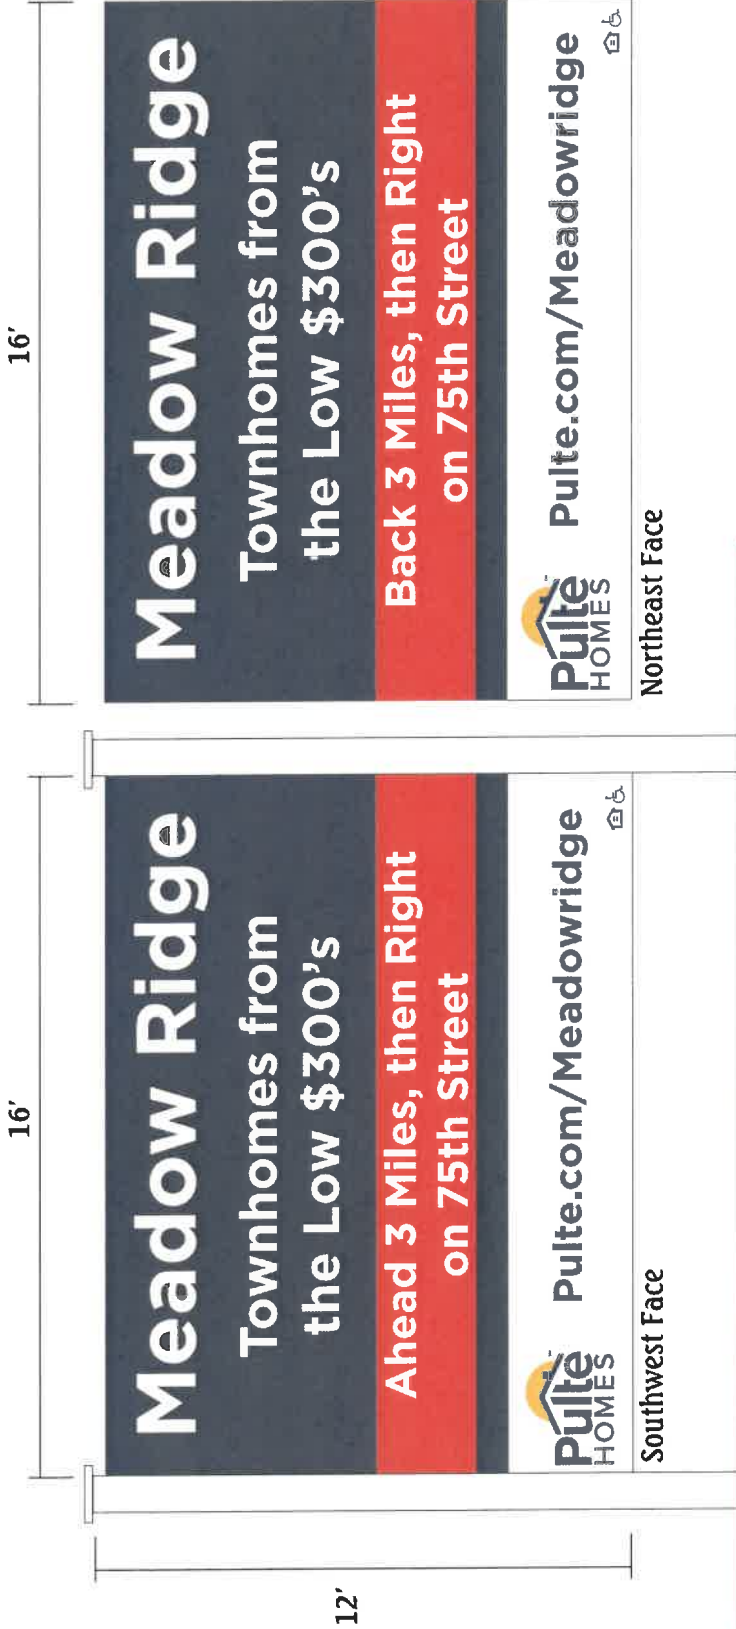 16'
16'
12'
Meadow Ridge
Townhomes from
the Low $300's
Ahead 3 Miles, then Right
on 75th Street
Pulte
HOMES
Pulte.com/Meadowridge
Southwest Face
Meadow Ridge
Townhomes from
the Low $300's
Back 3 Miles, then Right
on 75th Street
Pulte
HOMES
Pulte.com/Meadowridge
Northeast Face